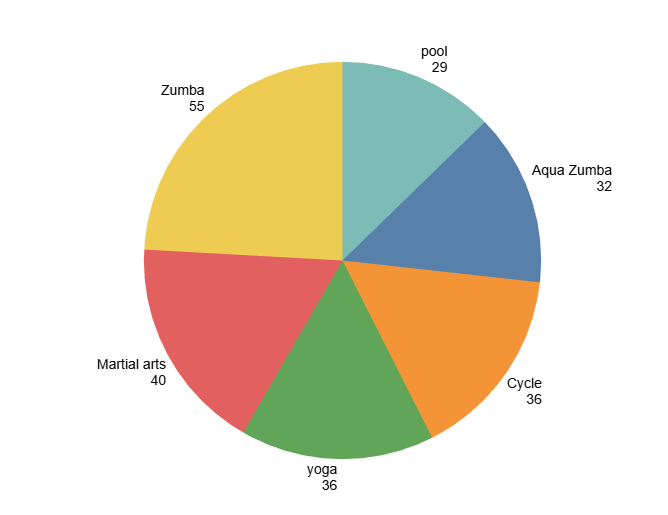 pool
29
Zumba
55
Aqua Zumba
32
Martial arts
40
Cycle
36
yoga
36